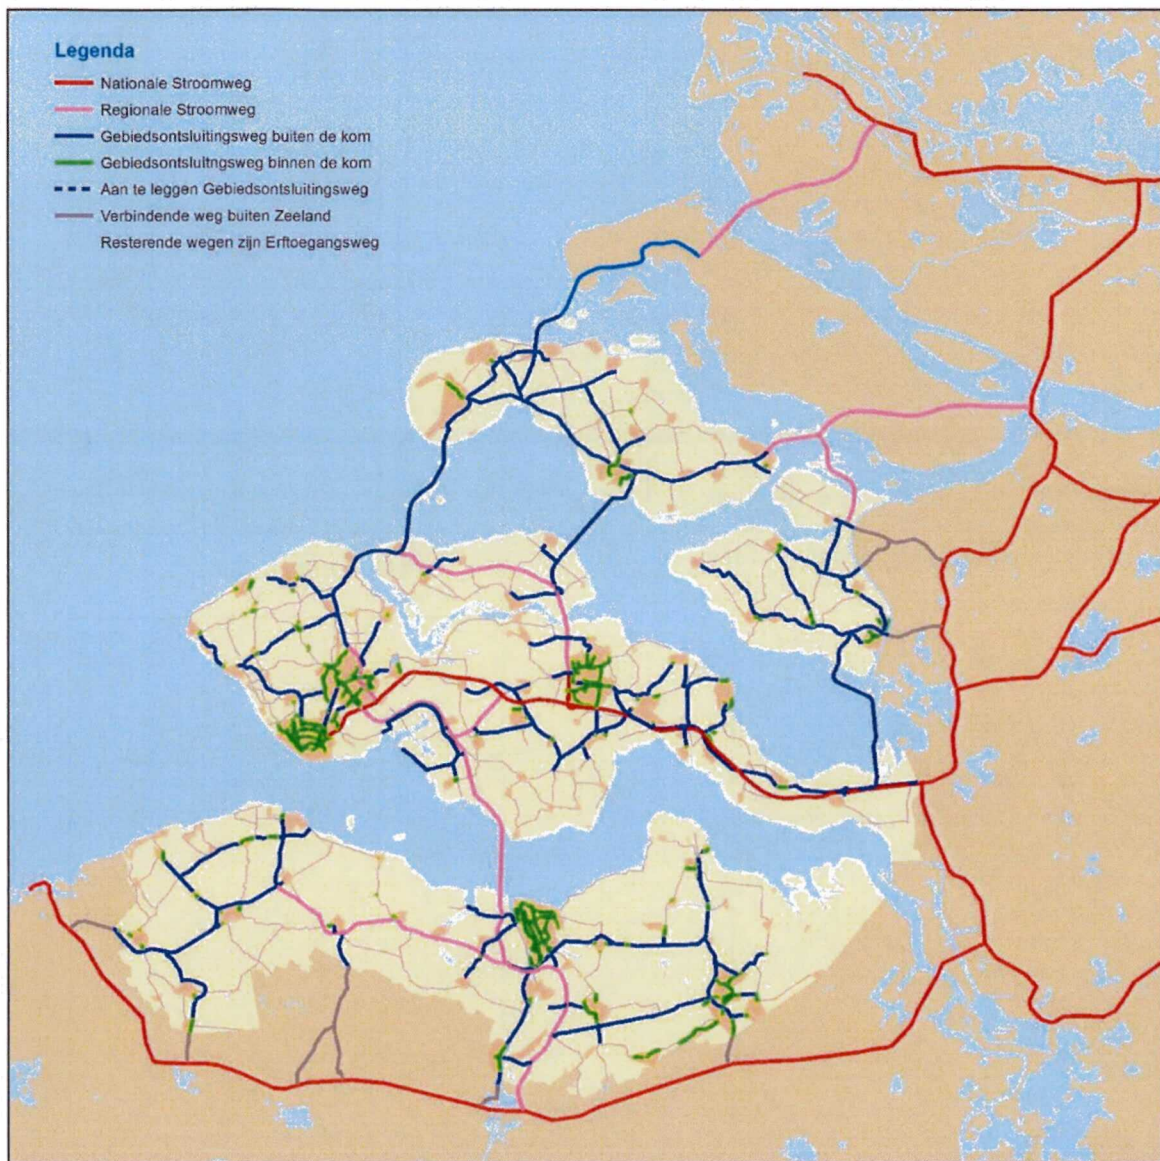 Legenda
Nationale Stroomweg
Regionale Stroomweg
Gebiedsontsluitingsweg buiten de kom
Gebiedsontsluitngsweg binnen de kom
Aan te leggen Gebiedsontsluitingsweg
Verbindende weg buiten Zeeland
Resterende wegen zijn Erftoegangsweg